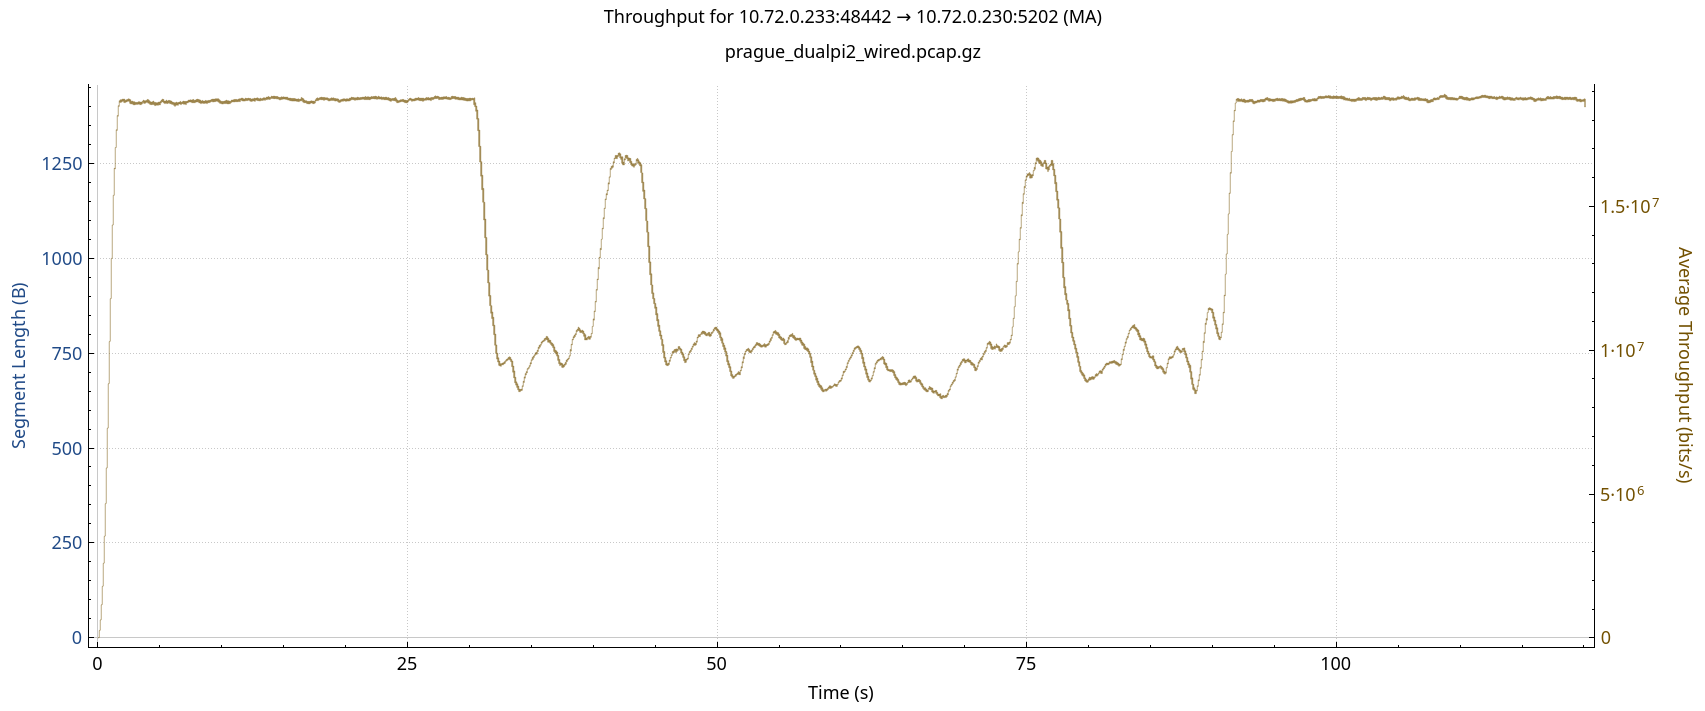 Throughput for 10.72.0.233:48442 → 10.72.0.230:5202 (MA)
prague_dualpi2_wired.pcap.gz
Segment Length (B)
1250
1000
750
500
250
0
1.5·10⁷
1·10⁷
5·10⁶
0
Average Throughput (bits/s)
0 25 50 75 100
Time (s)